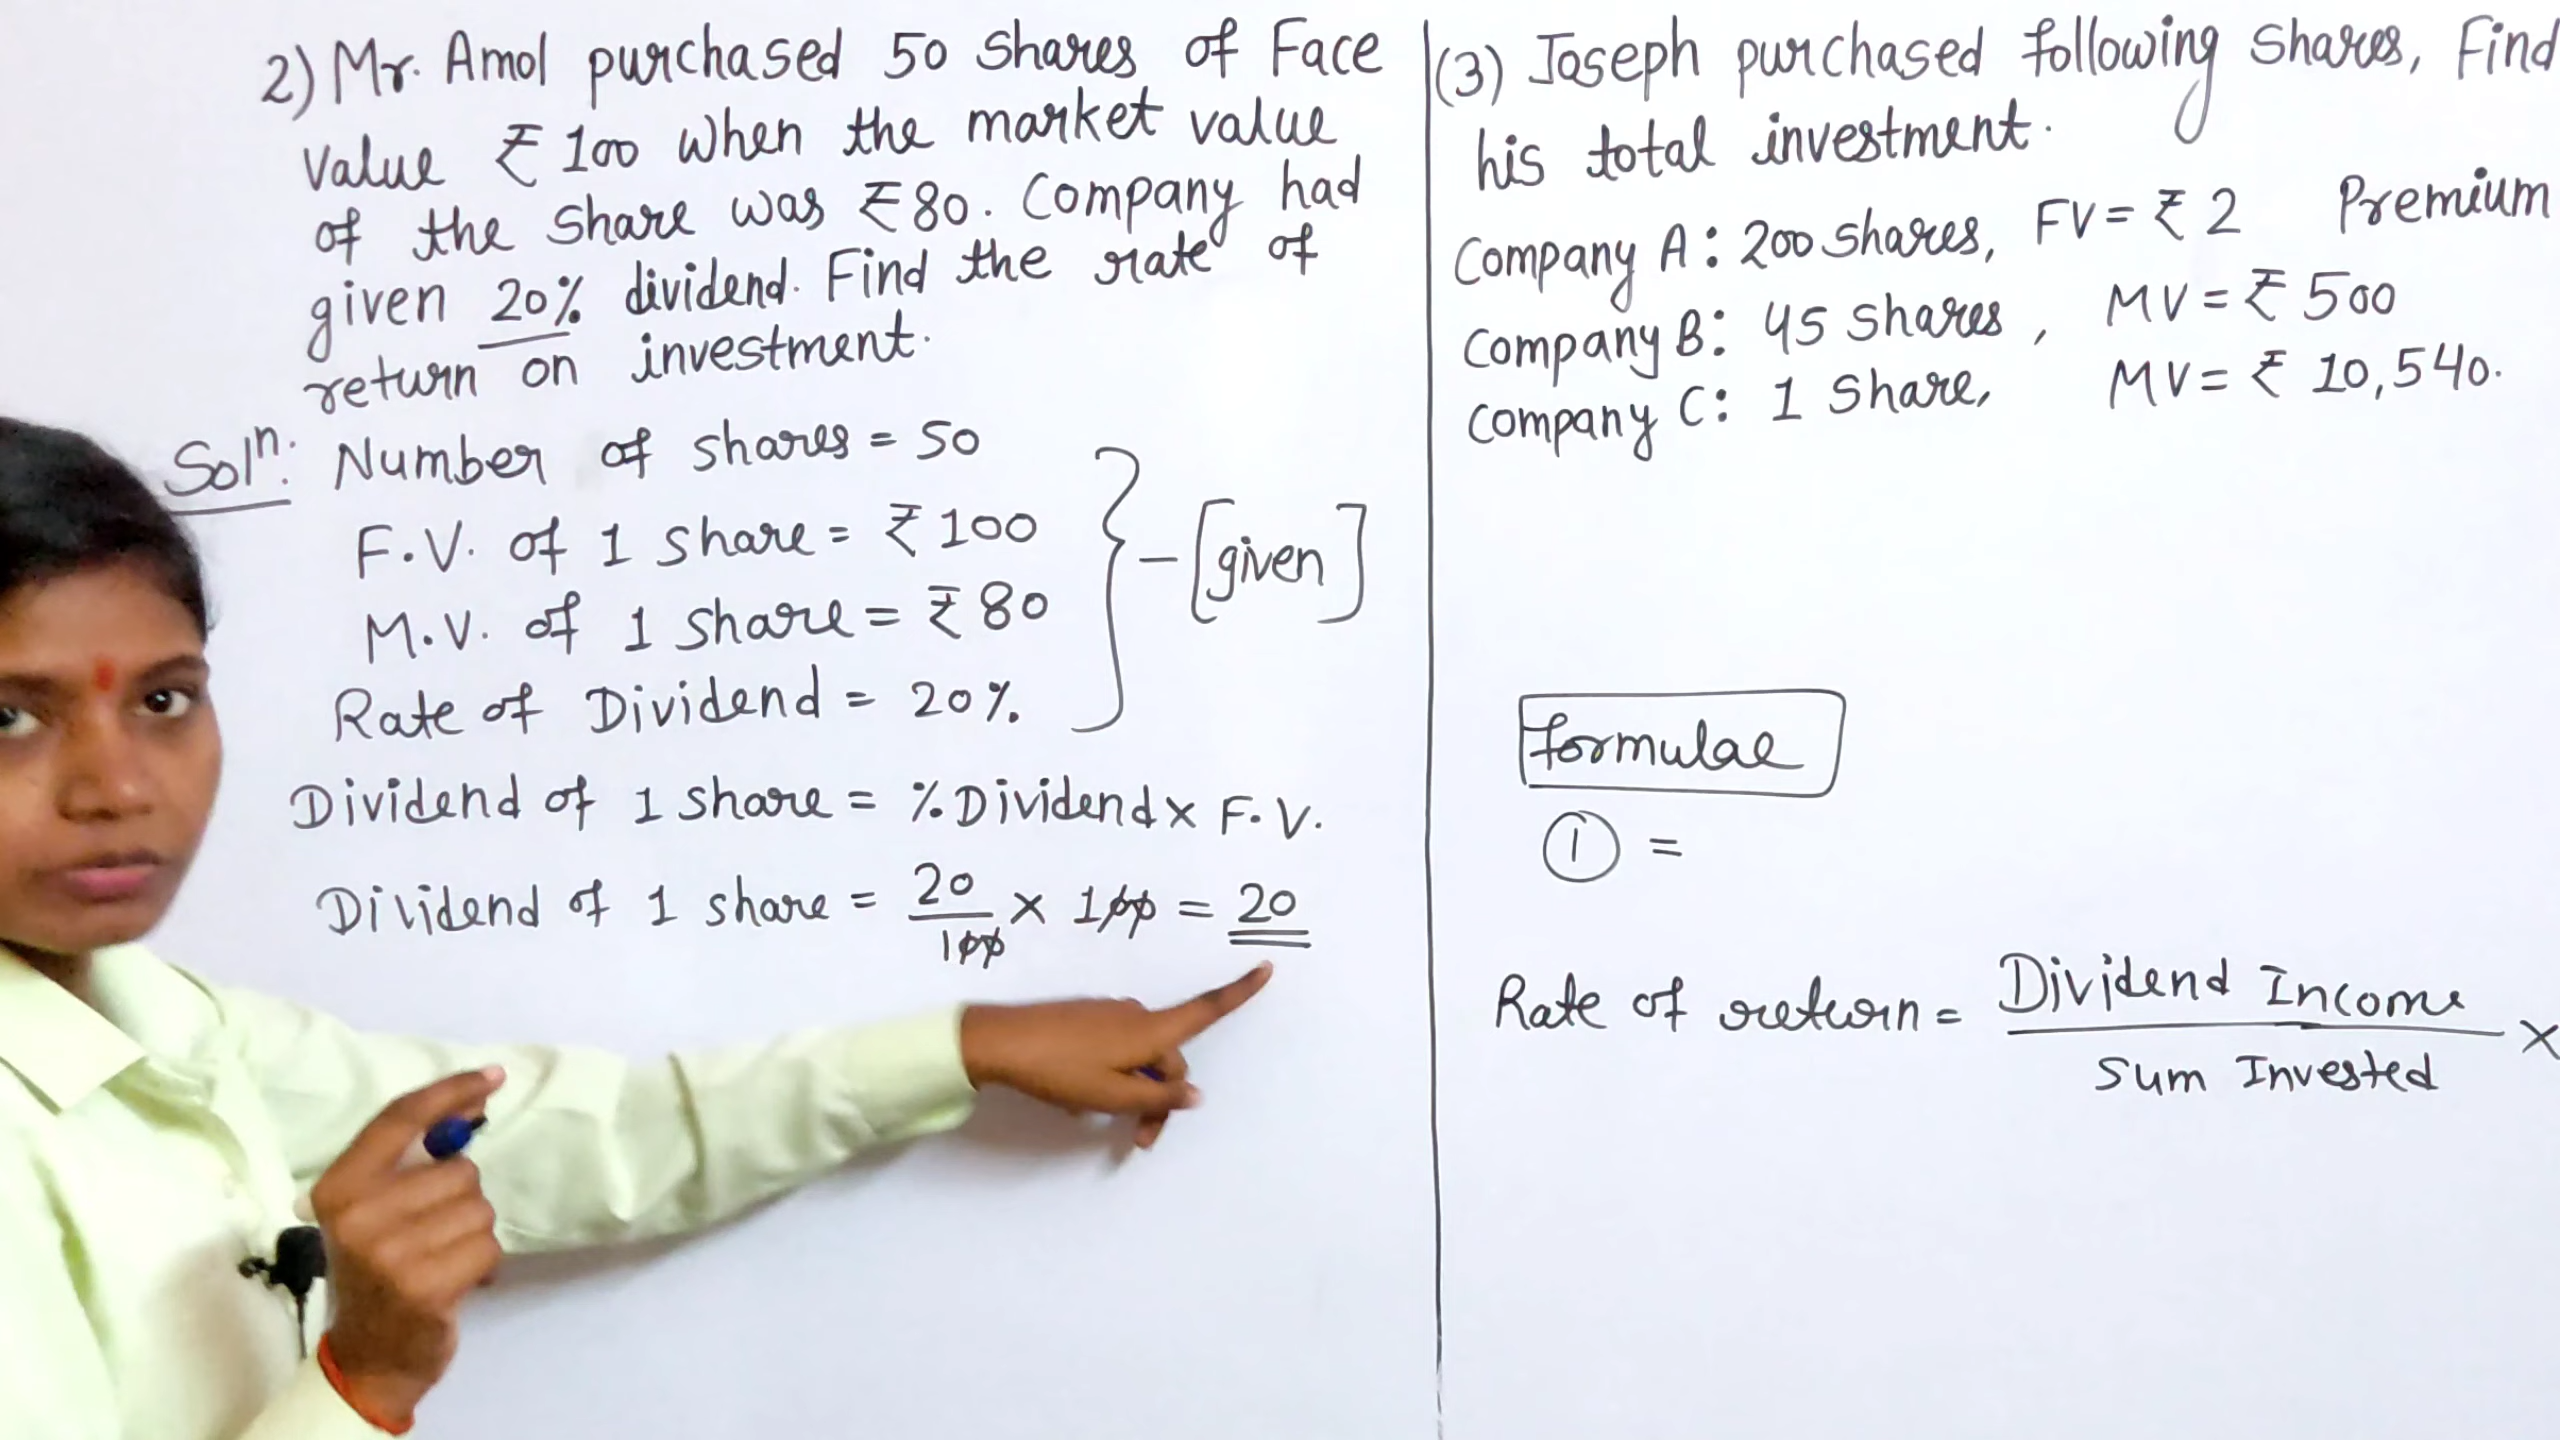 2) Mr. Amol purchased 50 shares of Face
Value ₹ 100 when the market value
of the share was ₹80. Company had
given 20% dividend. Find the rate of
return on investment.
Solⁿ: Number of shares = 50
F.V. of 1 share = ₹ 100
M.V. of 1 share = ₹ 80
Rate of Dividend = 20%.
- [given]
Dividend of 1 share = % Dividend x F.V.
Dividend of 1 share = 20/100 x 100 = 20
(3) Joseph purchased following shares, Find
his total investment.
Company A: 200 shares, FV = ₹ 2 Premium
Company B: 45 shares, MV = ₹ 500
Company C: 1 Share, MV = ₹ 10,540.
formulae
① =
Rate of return = Dividend Income / Sum Invested x